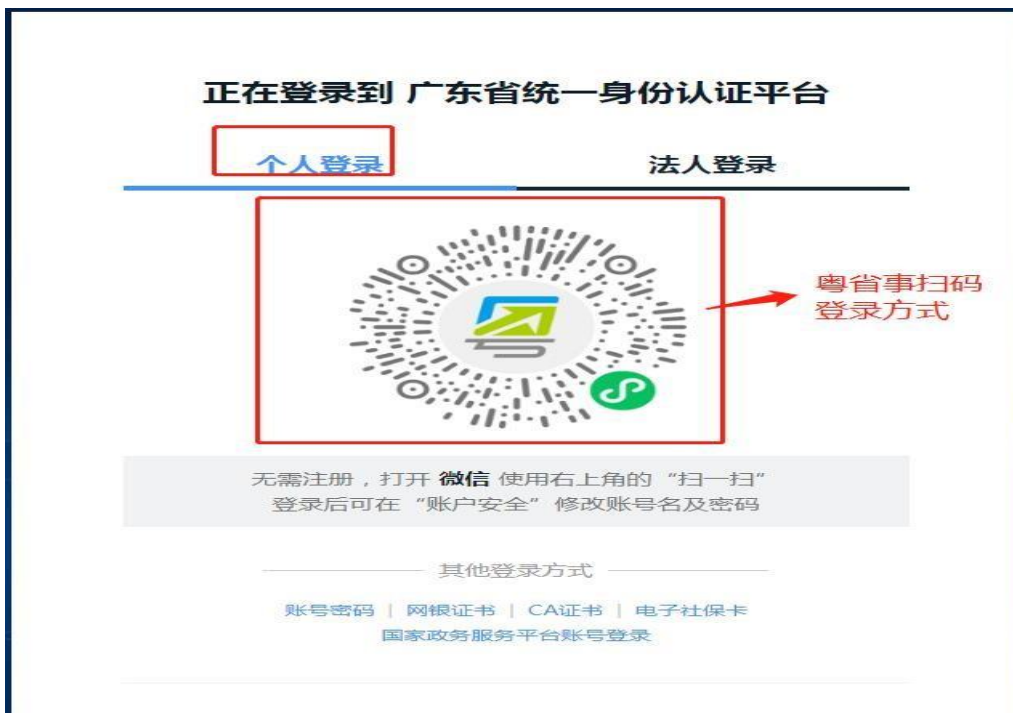 正在登录到 广东省统一身份认证平台
个人登录
法人登录
粤省事扫码
登录方式
无需注册，打开 微信 使用右上角的“扫一扫”
登录后可在“账户安全”修改账号名及密码
其他登录方式
账号密码 | 网银证书 | CA证书 | 电子社保卡
国家政务服务平台账号登录